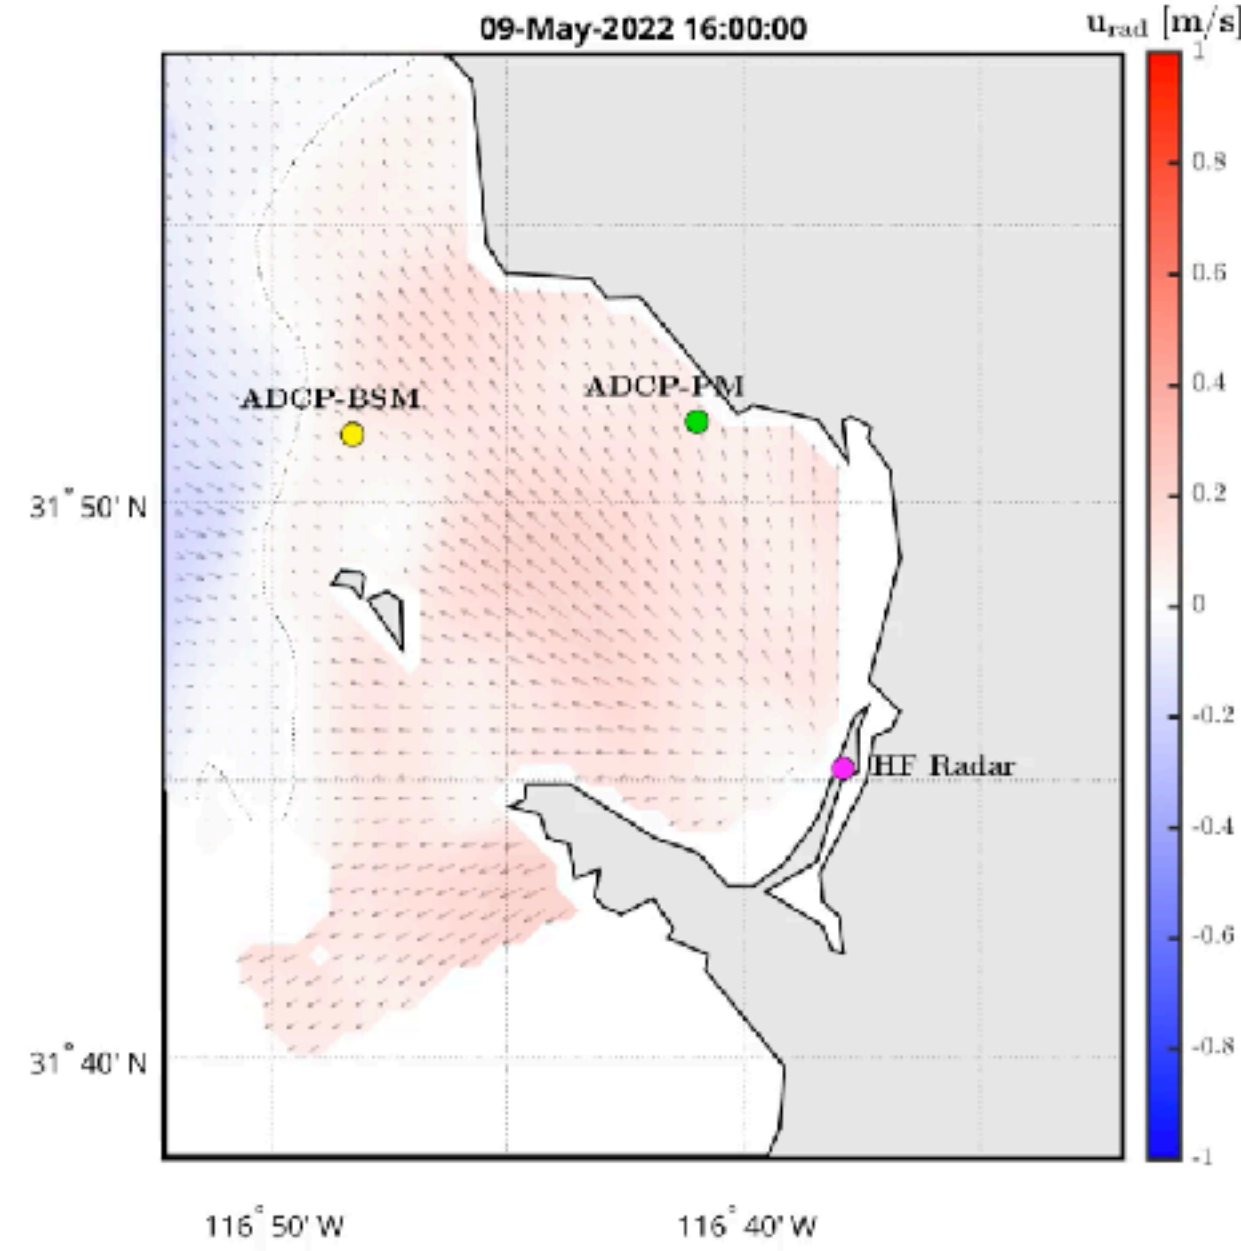 09-May-2022 16:00:00
u_rad [m/s]
1
0.8
0.6
0.4
ADCP-BSM
ADCP-PM
0.2
31° 50' N
0
-0.2
HF Radar
-0.4
-0.6
31° 40' N
-0.8
-1
116° 50' W
116° 40' W